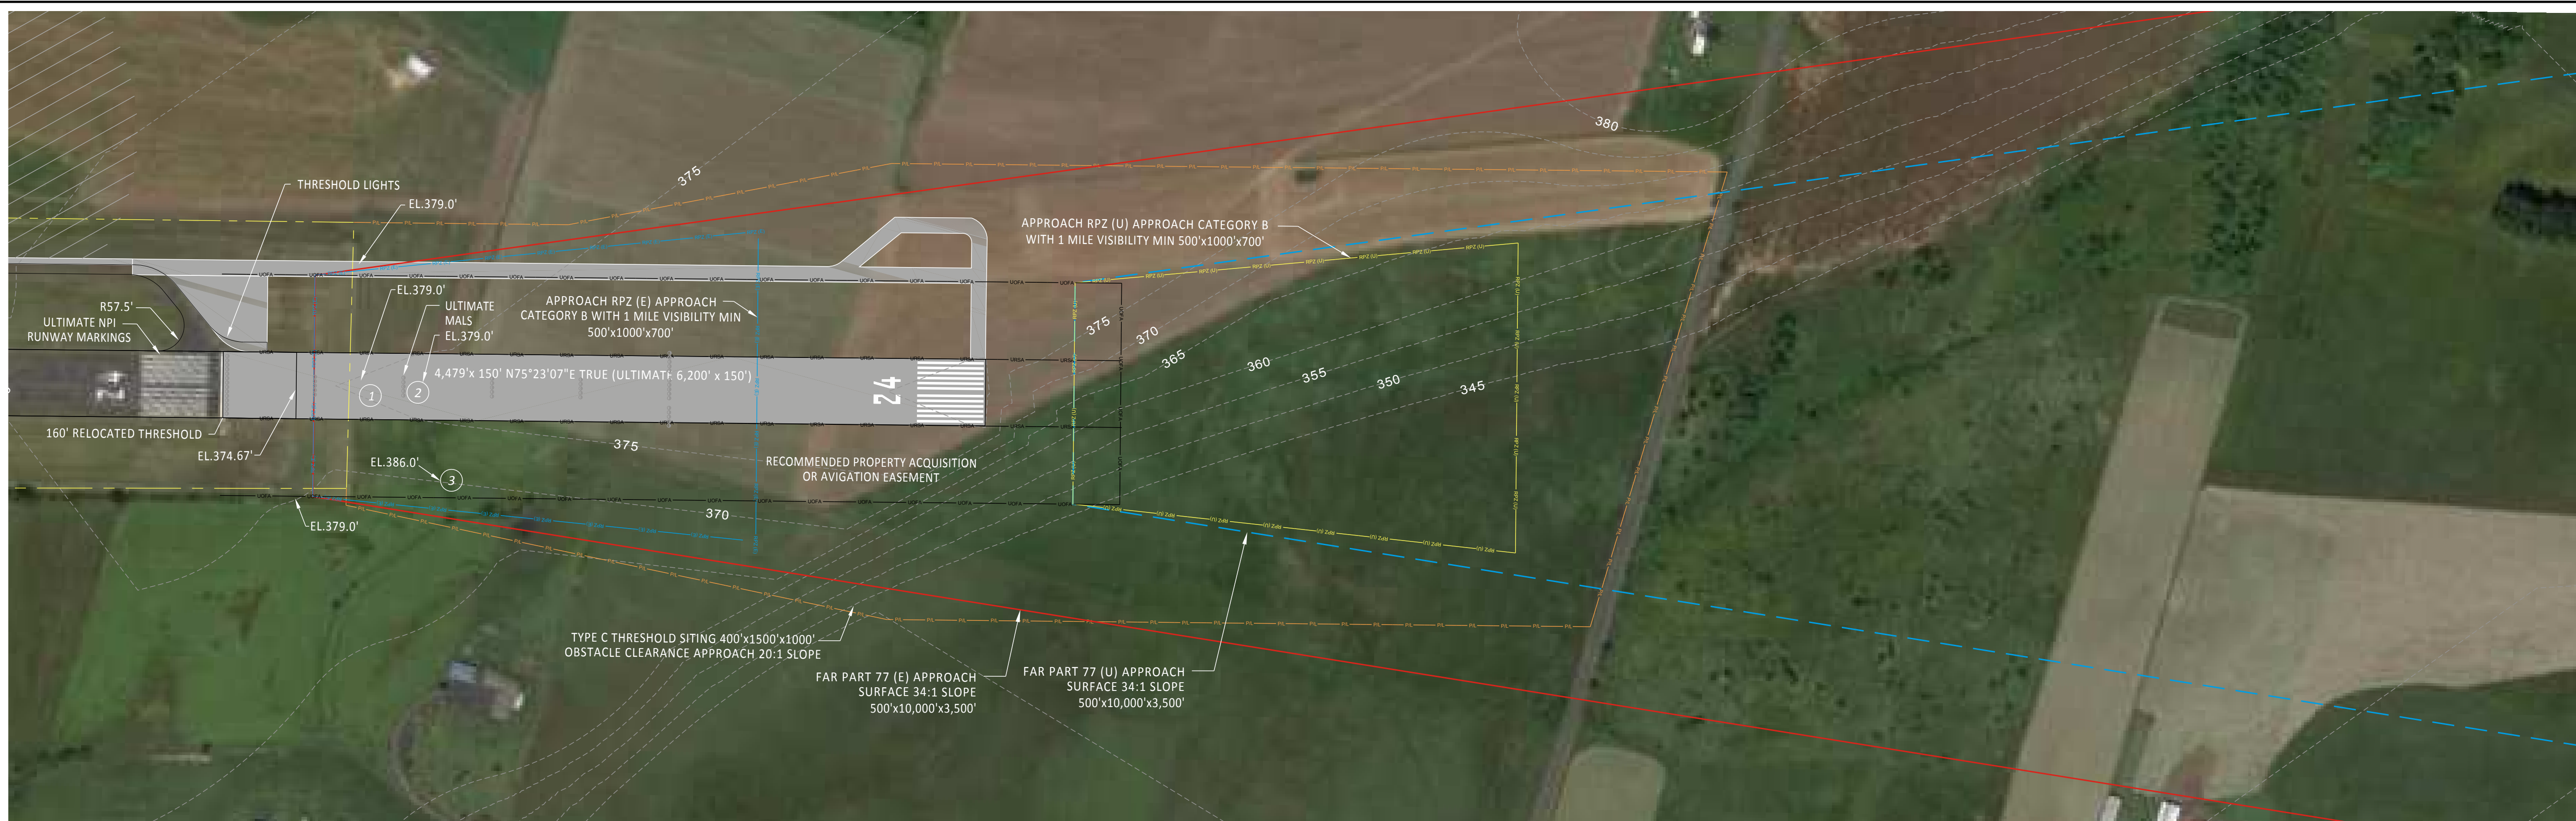 THRESHOLD LIGHTS
EL.379.0'
375
380
APPROACH RPZ (U) APPROACH CATEGORY B
WITH 1 MILE VISIBILITY MIN 500'x1000'x700'
R57.5'
ULTIMATE NPI
RUNWAY MARKINGS
EL.379.0'
ULTIMATE
MALS
EL.379.0'
APPROACH RPZ (E) APPROACH
CATEGORY B WITH 1 MILE VISIBILITY MIN
500'x1000'x700'
4,479'x 150' N75°23'07"E TRUE (ULTIMATE 6,200' x 150')
1
2
24
24
375
370
365
360
355
350
345
160' RELOCATED THRESHOLD
EL.374.67'
EL.386.0'
3
375
RECOMMENDED PROPERTY ACQUISITION
OR AVIGATION EASEMENT
370
EL.379.0'
TYPE C THRESHOLD SITING 400'x1500'x1000'
OBSTACLE CLEARANCE APPROACH 20:1 SLOPE
FAR PART 77 (E) APPROACH
SURFACE 34:1 SLOPE
500'x10,000'x3,500'
FAR PART 77 (U) APPROACH
SURFACE 34:1 SLOPE
500'x10,000'x3,500'
UOFA
URSA
RPZ (U)
P/L